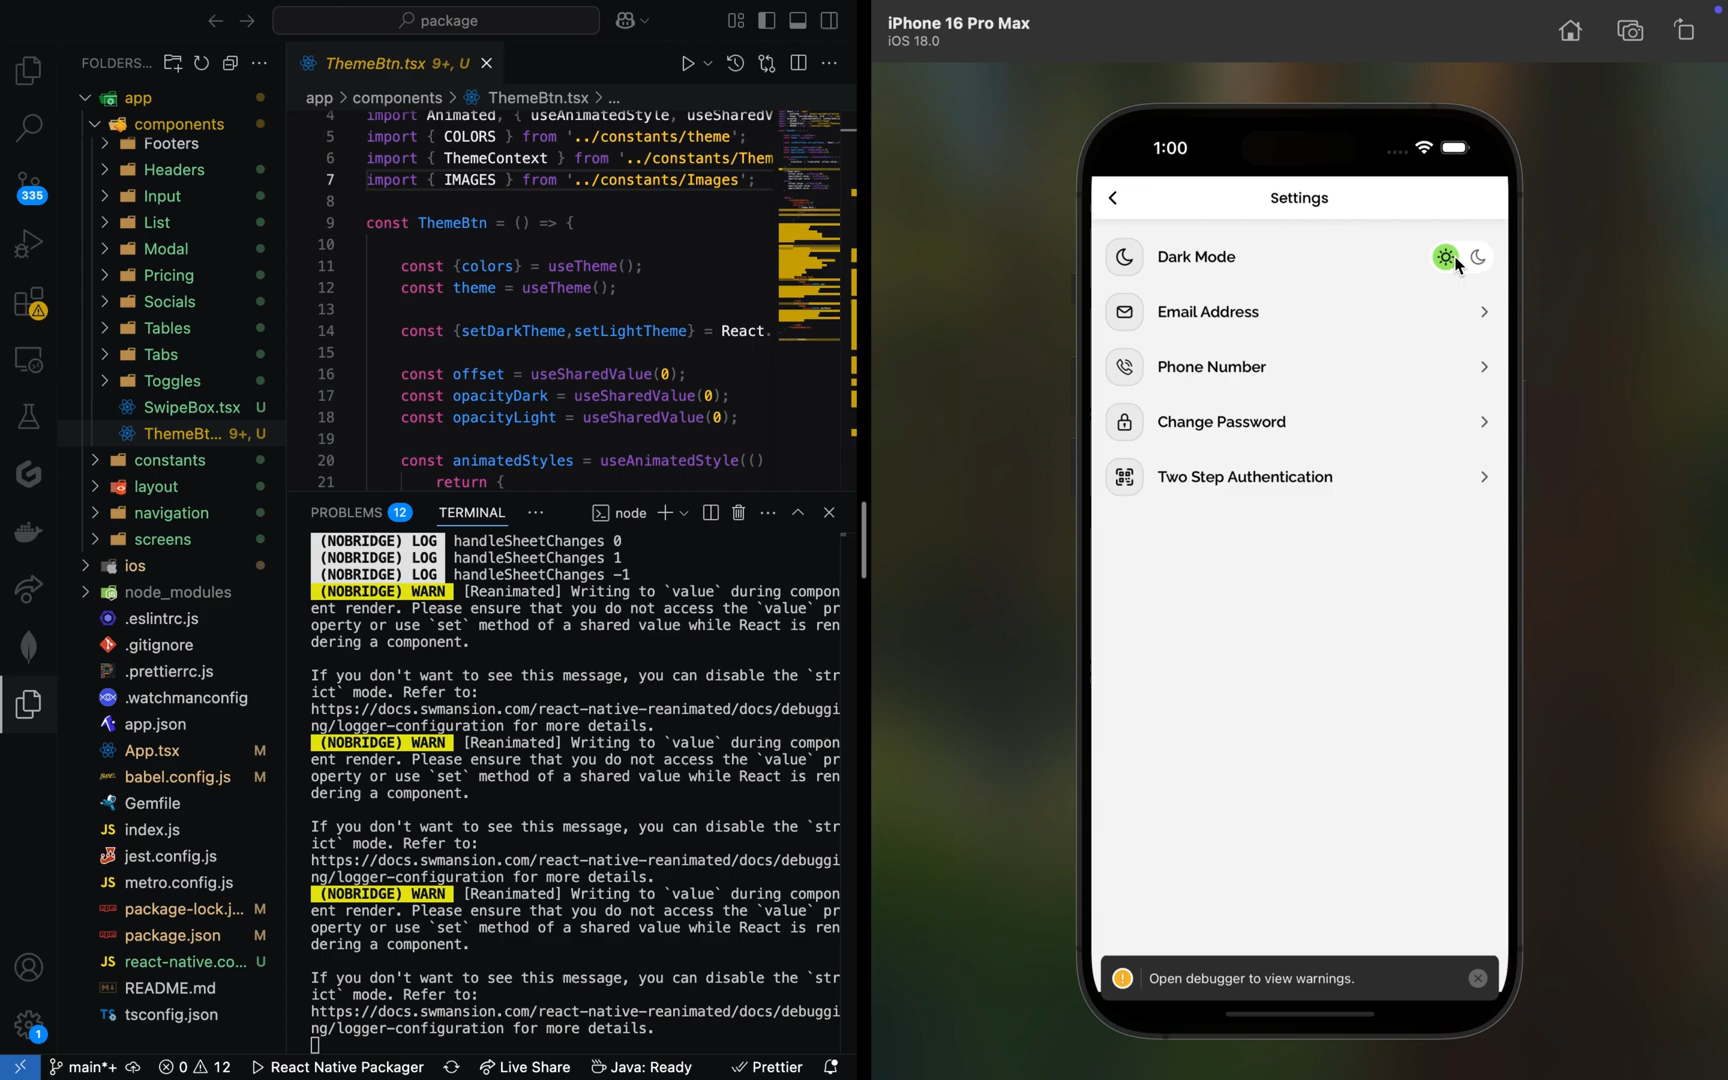 package
iPhone 16 Pro Max
iOS 18.0
FOLDERS...
ThemeBtn.tsx 9+, U
app > components > ThemeBtn.tsx > ...
app
components
Footers
Headers
Input
List
Modal
Pricing
Socials
Tables
Tabs
Toggles
SwipeBox.tsx U
ThemeBt... 9+, U
constants
layout
navigation
screens
ios
node_modules
.eslintrc.js
.gitignore
.prettierrc.js
.watchmanconfig
app.json
App.tsx M
babel.config.js M
Gemfile
JS index.js
jest.config.js
JS metro.config.js
package-lock.j... M
package.json M
JS react-native.co... U
README.md
TS tsconfig.json
335
1
4 import Animated, { useAnimatedStyle, useSharedV
5 import { COLORS } from '../constants/theme';
6 import { ThemeContext } from '../constants/Them
7 import { IMAGES } from '../constants/Images';
8
9 const ThemeBtn = () => {
10
11 const {colors} = useTheme();
12 const theme = useTheme();
13
14 const {setDarkTheme,setLightTheme} = React.
15
16 const offset = useSharedValue(0);
17 const opacityDark = useSharedValue(0);
18 const opacityLight = useSharedValue(0);
19
20 const animatedStyles = useAnimatedStyle(()
21 return {
PROBLEMS 12 TERMINAL ... node
(NOBRIDGE) LOG handleSheetChanges 0
(NOBRIDGE) LOG handleSheetChanges 1
(NOBRIDGE) LOG handleSheetChanges -1
(NOBRIDGE) WARN [Reanimated] Writing to `value` during compon
ent render. Please ensure that you do not access the `value` pr
operty or use `set` method of a shared value while React is ren
dering a component.
If you don't want to see this message, you can disable the `str
ict` mode. Refer to:
https://docs.swmansion.com/react-native-reanimated/docs/debuggi
ng/logger-configuration for more details.
(NOBRIDGE) WARN [Reanimated] Writing to `value` during compon
ent render. Please ensure that you do not access the `value` pr
operty or use `set` method of a shared value while React is ren
dering a component.
If you don't want to see this message, you can disable the `str
ict` mode. Refer to:
https://docs.swmansion.com/react-native-reanimated/docs/debuggi
ng/logger-configuration for more details.
(NOBRIDGE) WARN [Reanimated] Writing to `value` during compon
ent render. Please ensure that you do not access the `value` pr
operty or use `set` method of a shared value while React is ren
dering a component.
If you don't want to see this message, you can disable the `str
ict` mode. Refer to:
https://docs.swmansion.com/react-native-reanimated/docs/debuggi
ng/logger-configuration for more details.
main*+ 0 12 React Native Packager Live Share Java: Ready Prettier
1:00
Settings
Dark Mode
Email Address
Phone Number
Change Password
Two Step Authentication
Open debugger to view warnings.